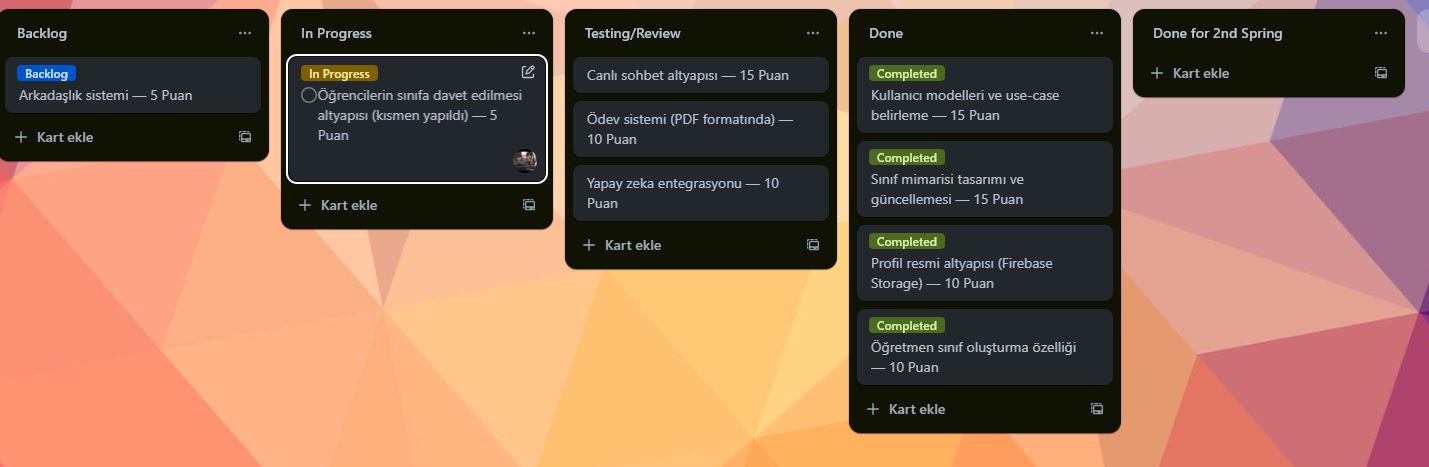 Backlog
Backlog
Arkadaşlık sistemi — 5 Puan
Kart ekle
In Progress
In Progress
Öğrencilerin sınıfa davet edilmesi
altyapısı (kısmen yapıldı) — 5
Puan
Kart ekle
Testing/Review
Canlı sohbet altyapısı — 15 Puan
Ödev sistemi (PDF formatında) —
10 Puan
Yapay zeka entegrasyonu — 10
Puan
Kart ekle
Done
Completed
Kullanıcı modelleri ve use-case
belirleme — 15 Puan
Completed
Sınıf mimarisi tasarımı ve
güncellemesi — 15 Puan
Completed
Profil resmi altyapısı (Firebase
Storage) — 10 Puan
Completed
Öğretmen sınıf oluşturma özelliği
— 10 Puan
Kart ekle
Done for 2nd Spring
Kart ekle